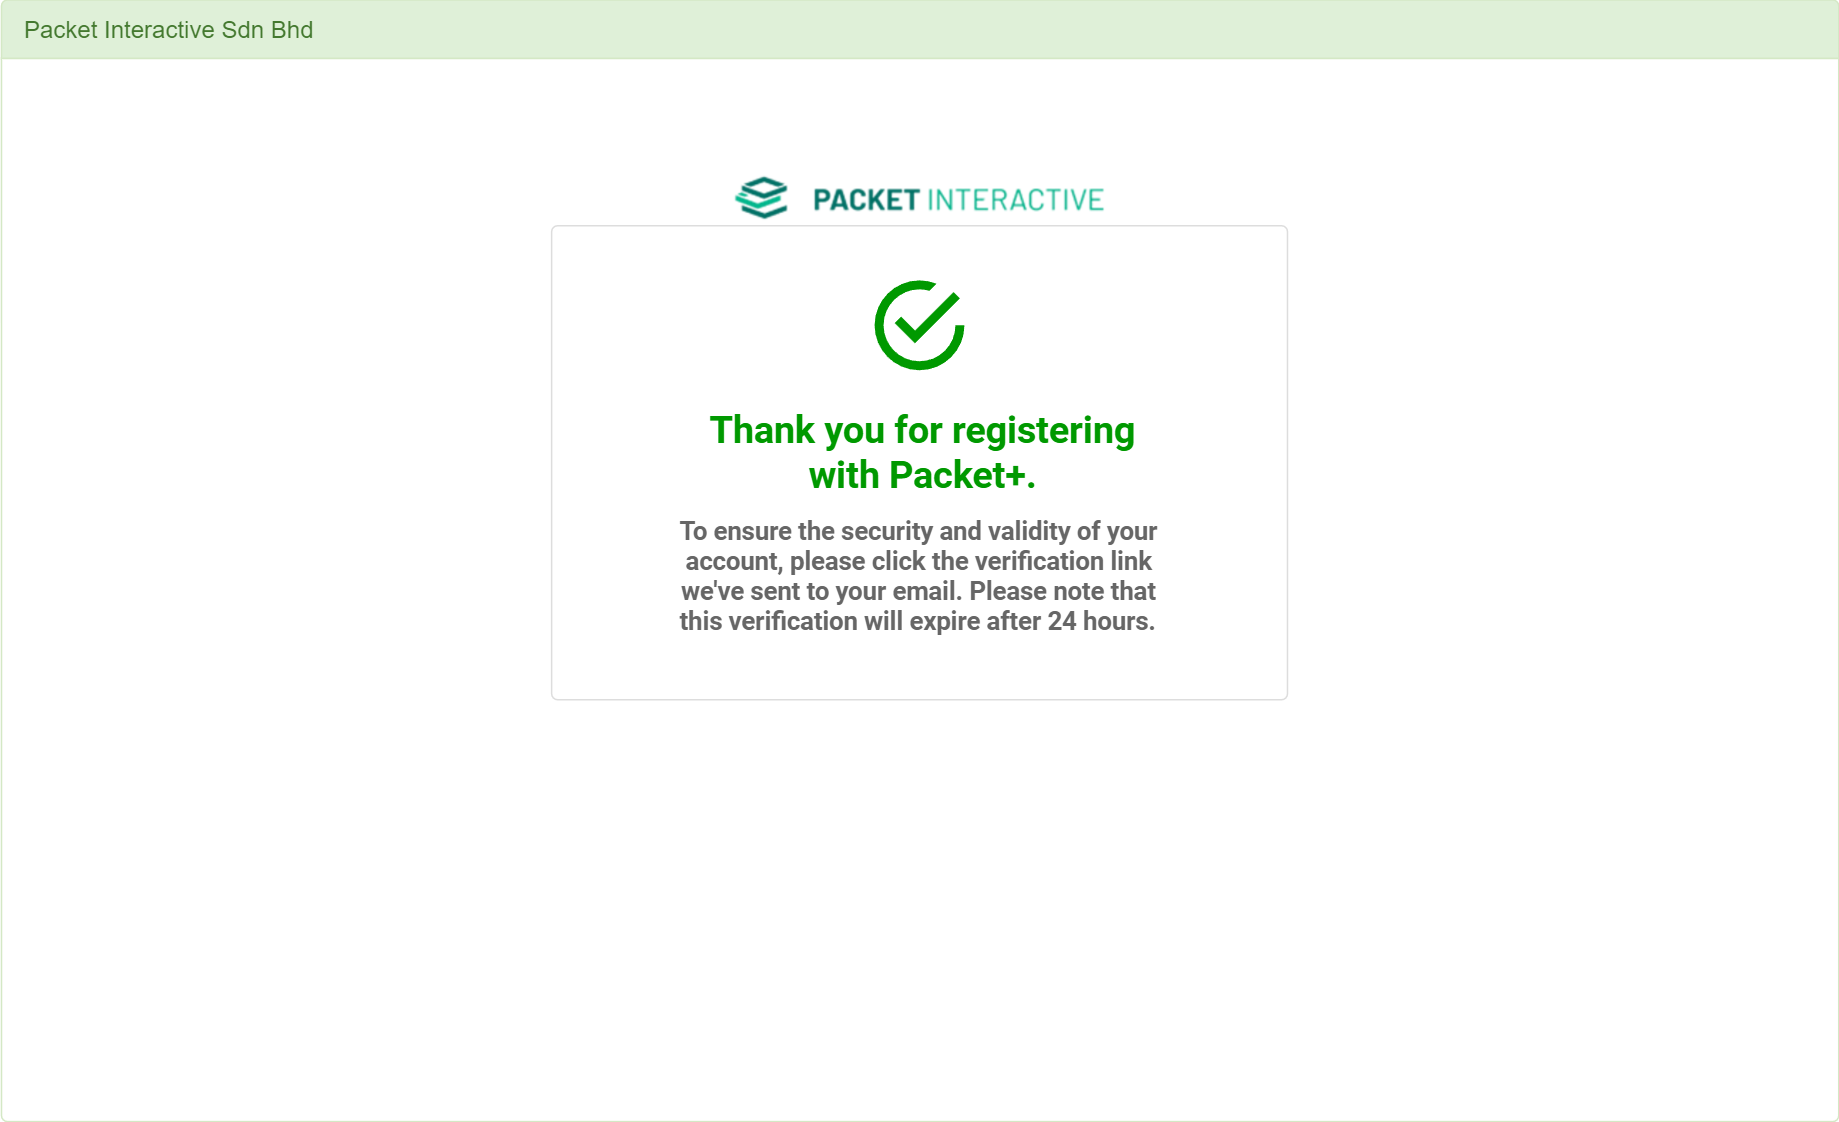 Packet Interactive Sdn Bhd
PACKET INTERACTIVE
Thank you for registering
with Packet+.
To ensure the security and validity of your
account, please click the verification link
we've sent to your email. Please note that
this verification will expire after 24 hours.